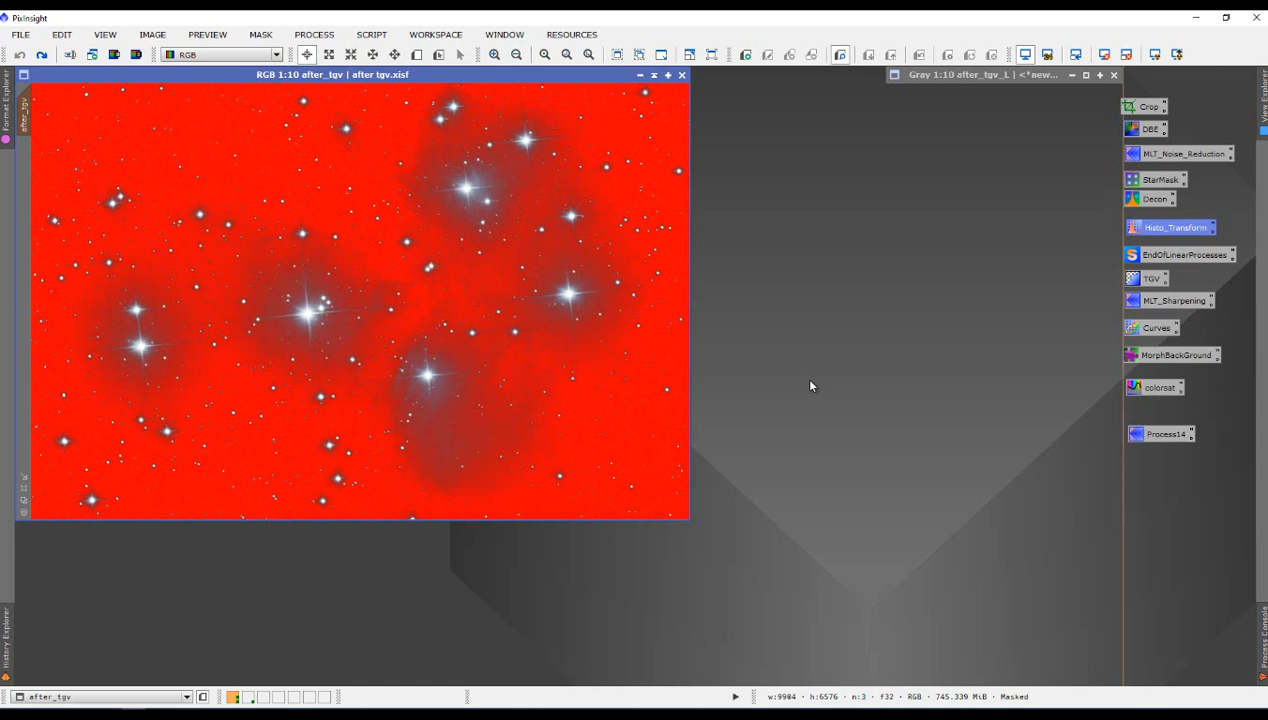 PixInsight
FILE EDIT VIEW IMAGE PREVIEW MASK PROCESS SCRIPT WORKSPACE WINDOW RESOURCES
RGB
RGB 1:10 after_tgv | after tgv.xisf
Gray 1:10 after_tgv_L | <*new...
Format Explorer
after_tgv
View Explorer
Crop
DBE
MLT_Noise_Reduction
StarMask
Decon
Histo_Transform
EndOfLinearProcesses
TGV
MLT_Sharpening
Curves
MorphBackGround
colorsat
Process14
History Explorer
Process Console
after_tgv
w:9904 · h:6576 · n:3 · f32 · RGB · 745.339 MiB · Masked